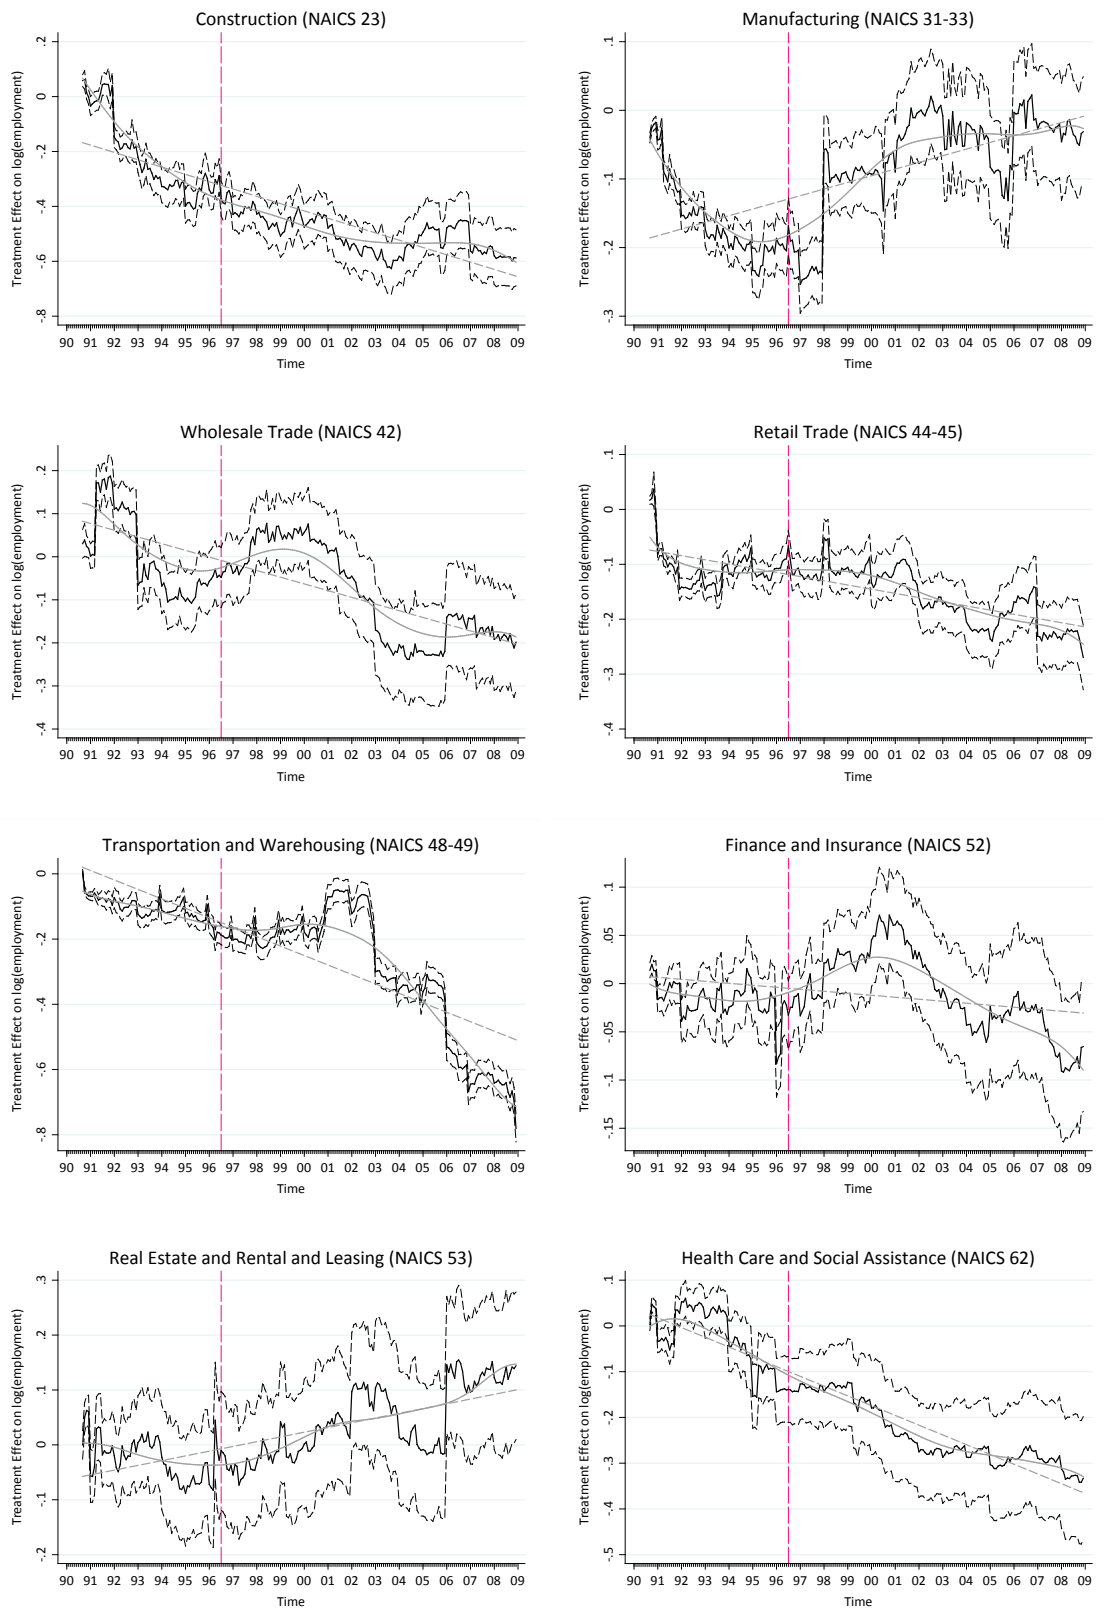 Construction (NAICS 23)
Treatment Effect on log(employment)
.2
0
-.2
-.4
-.6
-.8
90 91 92 93 94 95 96 97 98 99 00 01 02 03 04 05 06 07 08 09
Time
Manufacturing (NAICS 31-33)
Treatment Effect on log(employment)
.1
0
-.1
-.2
-.3
90 91 92 93 94 95 96 97 98 99 00 01 02 03 04 05 06 07 08 09
Time
Wholesale Trade (NAICS 42)
Treatment Effect on log(employment)
.2
.1
0
-.1
-.2
-.3
-.4
90 91 92 93 94 95 96 97 98 99 00 01 02 03 04 05 06 07 08 09
Time
Retail Trade (NAICS 44-45)
Treatment Effect on log(employment)
.1
0
-.1
-.2
-.3
-.4
90 91 92 93 94 95 96 97 98 99 00 01 02 03 04 05 06 07 08 09
Time
Transportation and Warehousing (NAICS 48-49)
Treatment Effect on log(employment)
0
-.2
-.4
-.6
-.8
90 91 92 93 94 95 96 97 98 99 00 01 02 03 04 05 06 07 08 09
Time
Finance and Insurance (NAICS 52)
Treatment Effect on log(employment)
.1
.05
0
-.05
-.1
-.15
90 91 92 93 94 95 96 97 98 99 00 01 02 03 04 05 06 07 08 09
Time
Real Estate and Rental and Leasing (NAICS 53)
Treatment Effect on log(employment)
.3
.2
.1
0
-.1
-.2
90 91 92 93 94 95 96 97 98 99 00 01 02 03 04 05 06 07 08 09
Time
Health Care and Social Assistance (NAICS 62)
Treatment Effect on log(employment)
.1
0
-.1
-.2
-.3
-.4
-.5
90 91 92 93 94 95 96 97 98 99 00 01 02 03 04 05 06 07 08 09
Time